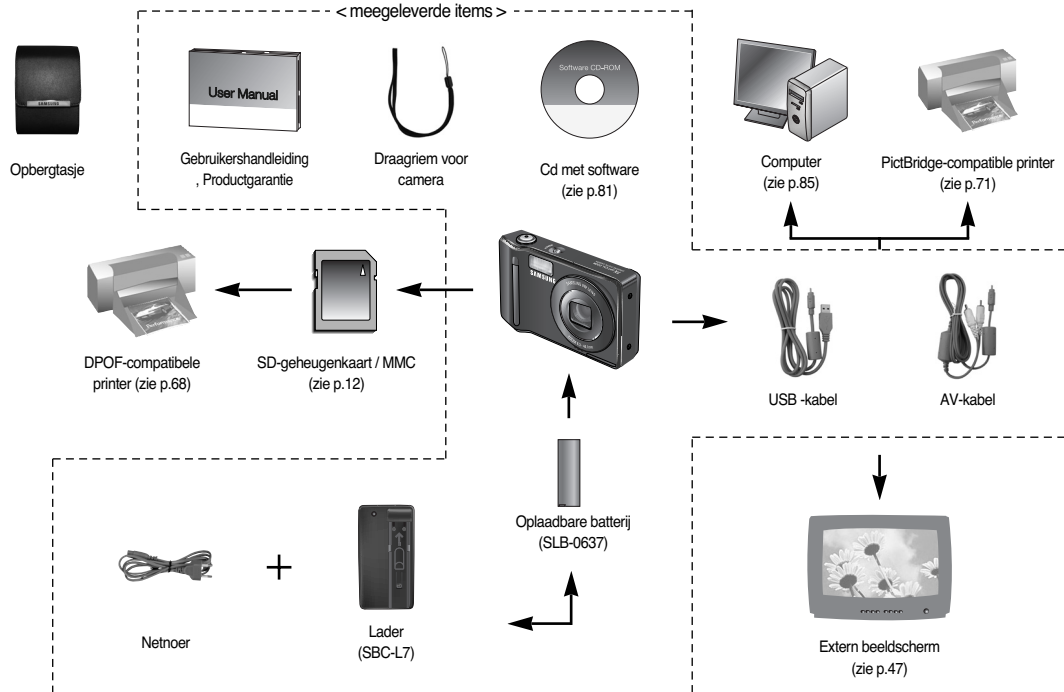 < meegeleverde items >
SAMSUNG
User Manual
Software CD-ROM
Opbergtasje
Gebruikershandleiding
, Productgarantie
Draagriem voor
camera
Cd met software
(zie p.81)
Computer
(zie p.85)
PictBridge-compatible printer
(zie p.71)
SAMSUNG
DPOF-compatibele
printer (zie p.68)
SD-geheugenkaart / MMC
(zie p.12)
USB -kabel
AV-kabel
Oplaadbare batterij
(SLB-0637)
+
Netnoer
Lader
(SBC-L7)
Extern beeldscherm
(zie p.47)